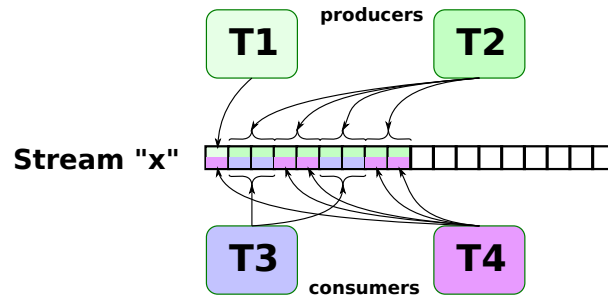 producers
T1
T2
Stream "x"
T3
T4
consumers